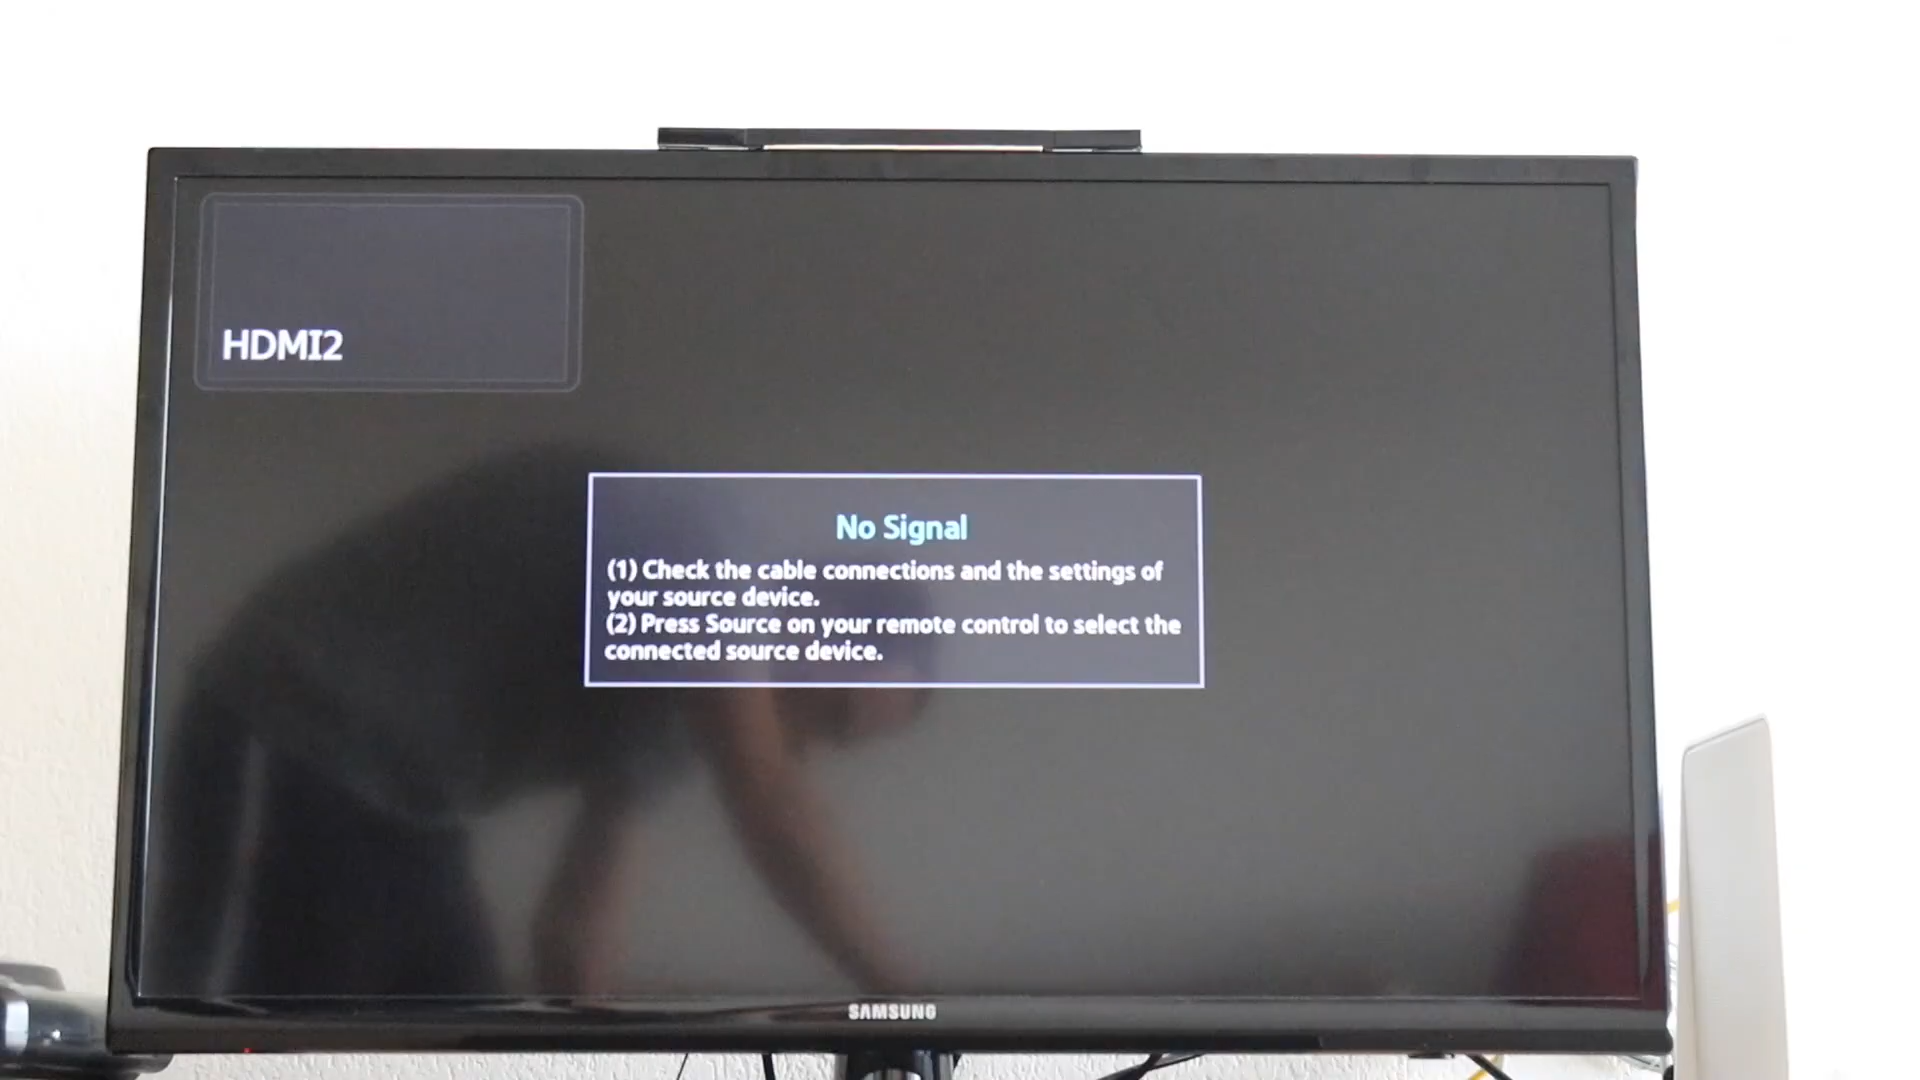 HDMI2
No Signal
(1) Check the cable connections and the settings of
your source device.
(2) Press Source on your remote control to select the
connected source device.
SAMSUNG